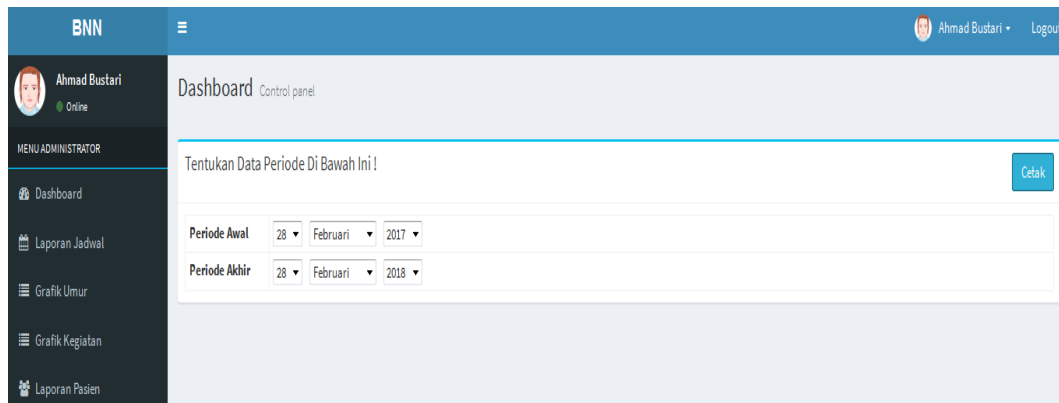 BNN
Ahmad Bustari
Logou
Ahmad Bustari
Online
MENU ADMINISTRATOR
Dashboard
Laporan Jadwal
Grafik Umur
Grafik Kegiatan
Laporan Pasien
Dashboard Control panel
Tentukan Data Periode Di Bawah Ini !
Cetak
Periode Awal 28 Februari 2017
Periode Akhir 28 Februari 2018